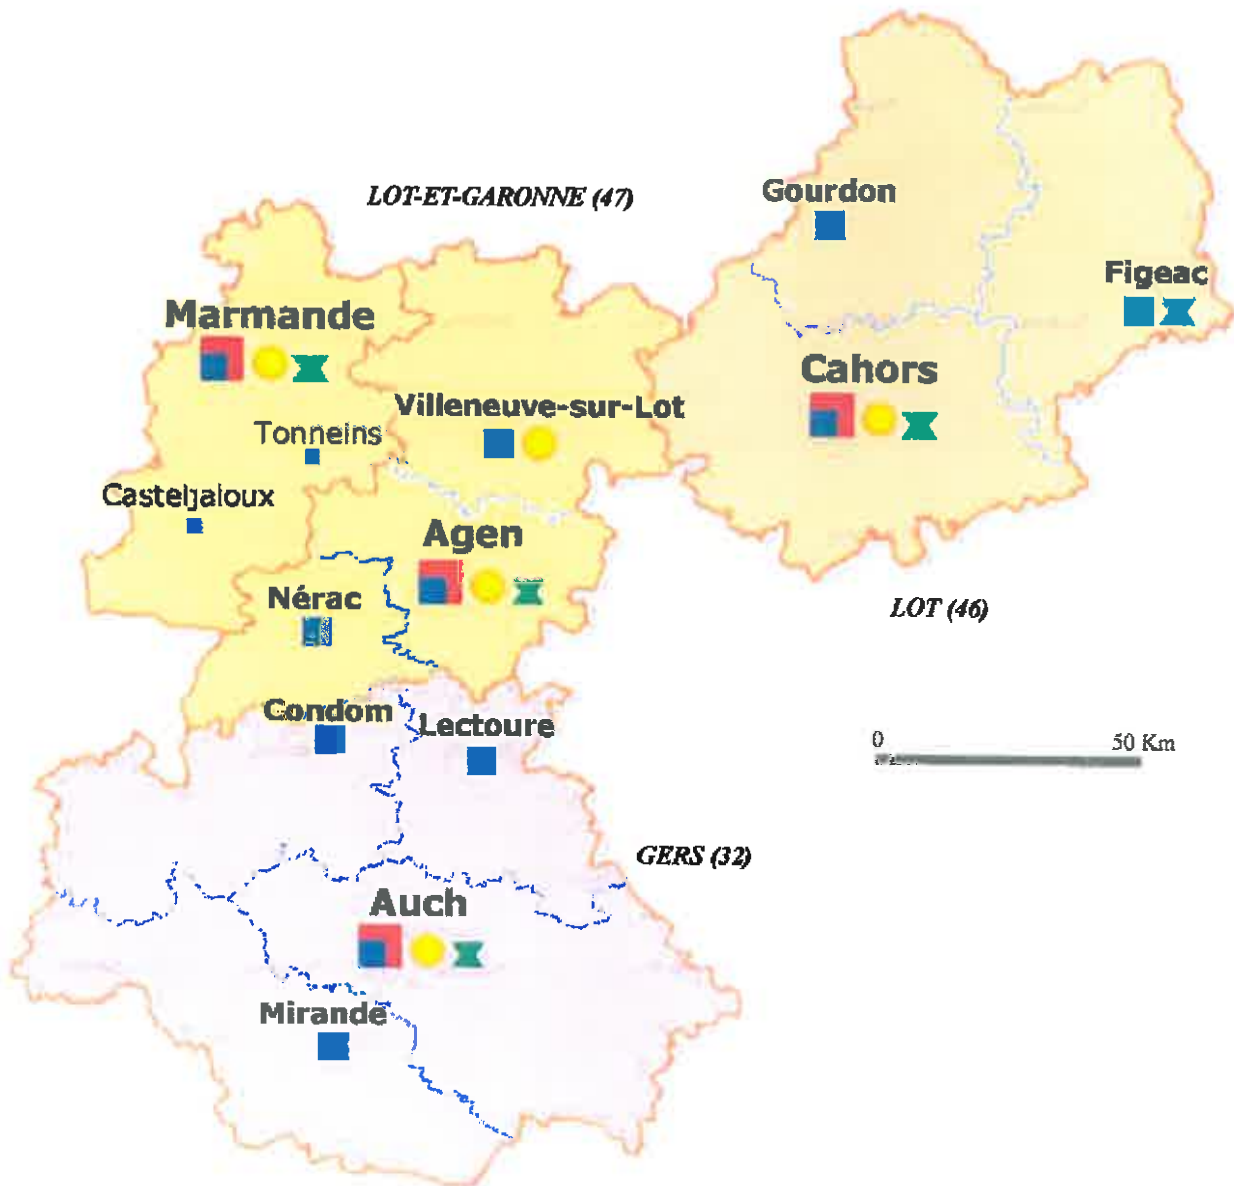 LOT-ET-GARONNE (47)
Gourdon
Figeac
Marmande
Cahors
Villeneuve-sur-Lot
Tonneins
Casteljaloux
Agen
Nérac
LOT (46)
Condom
Lectoure
0 50 Km
GERS (32)
Auch
Mirande